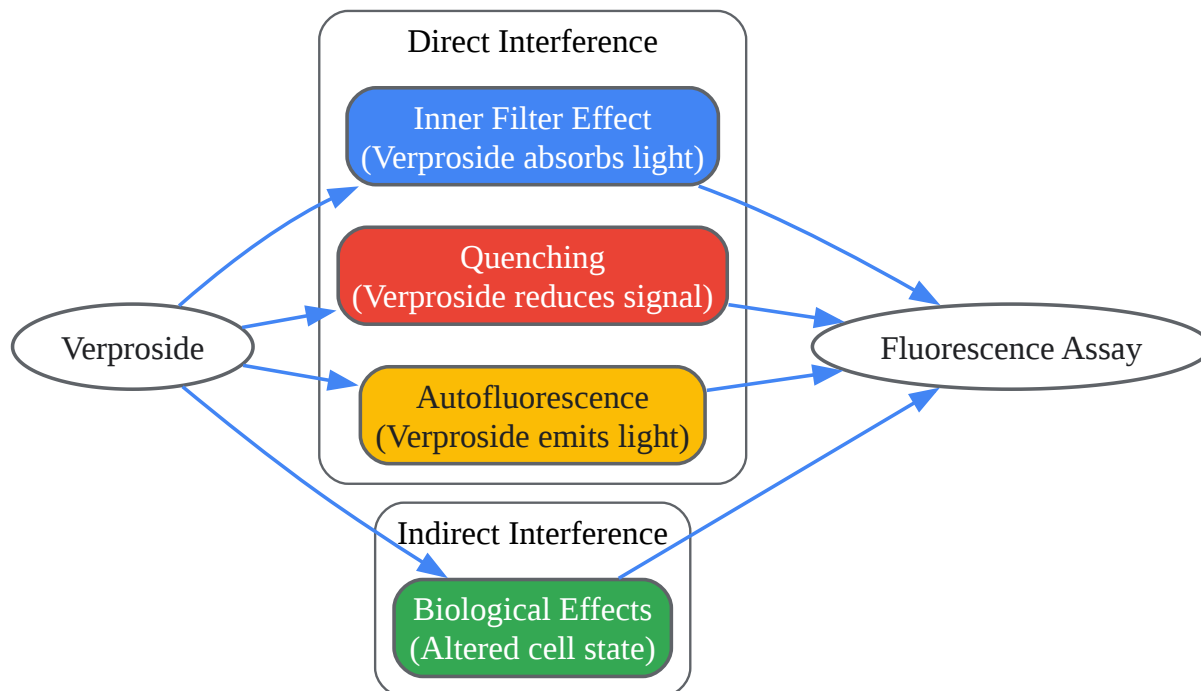 Direct Interference
Inner Filter Effect
(Verproside absorbs light)
Quenching
(Verproside reduces signal)
Verproside
Fluorescence Assay
Autofluorescence
(Verproside emits light)
Indirect Interference
Biological Effects
(Altered cell state)